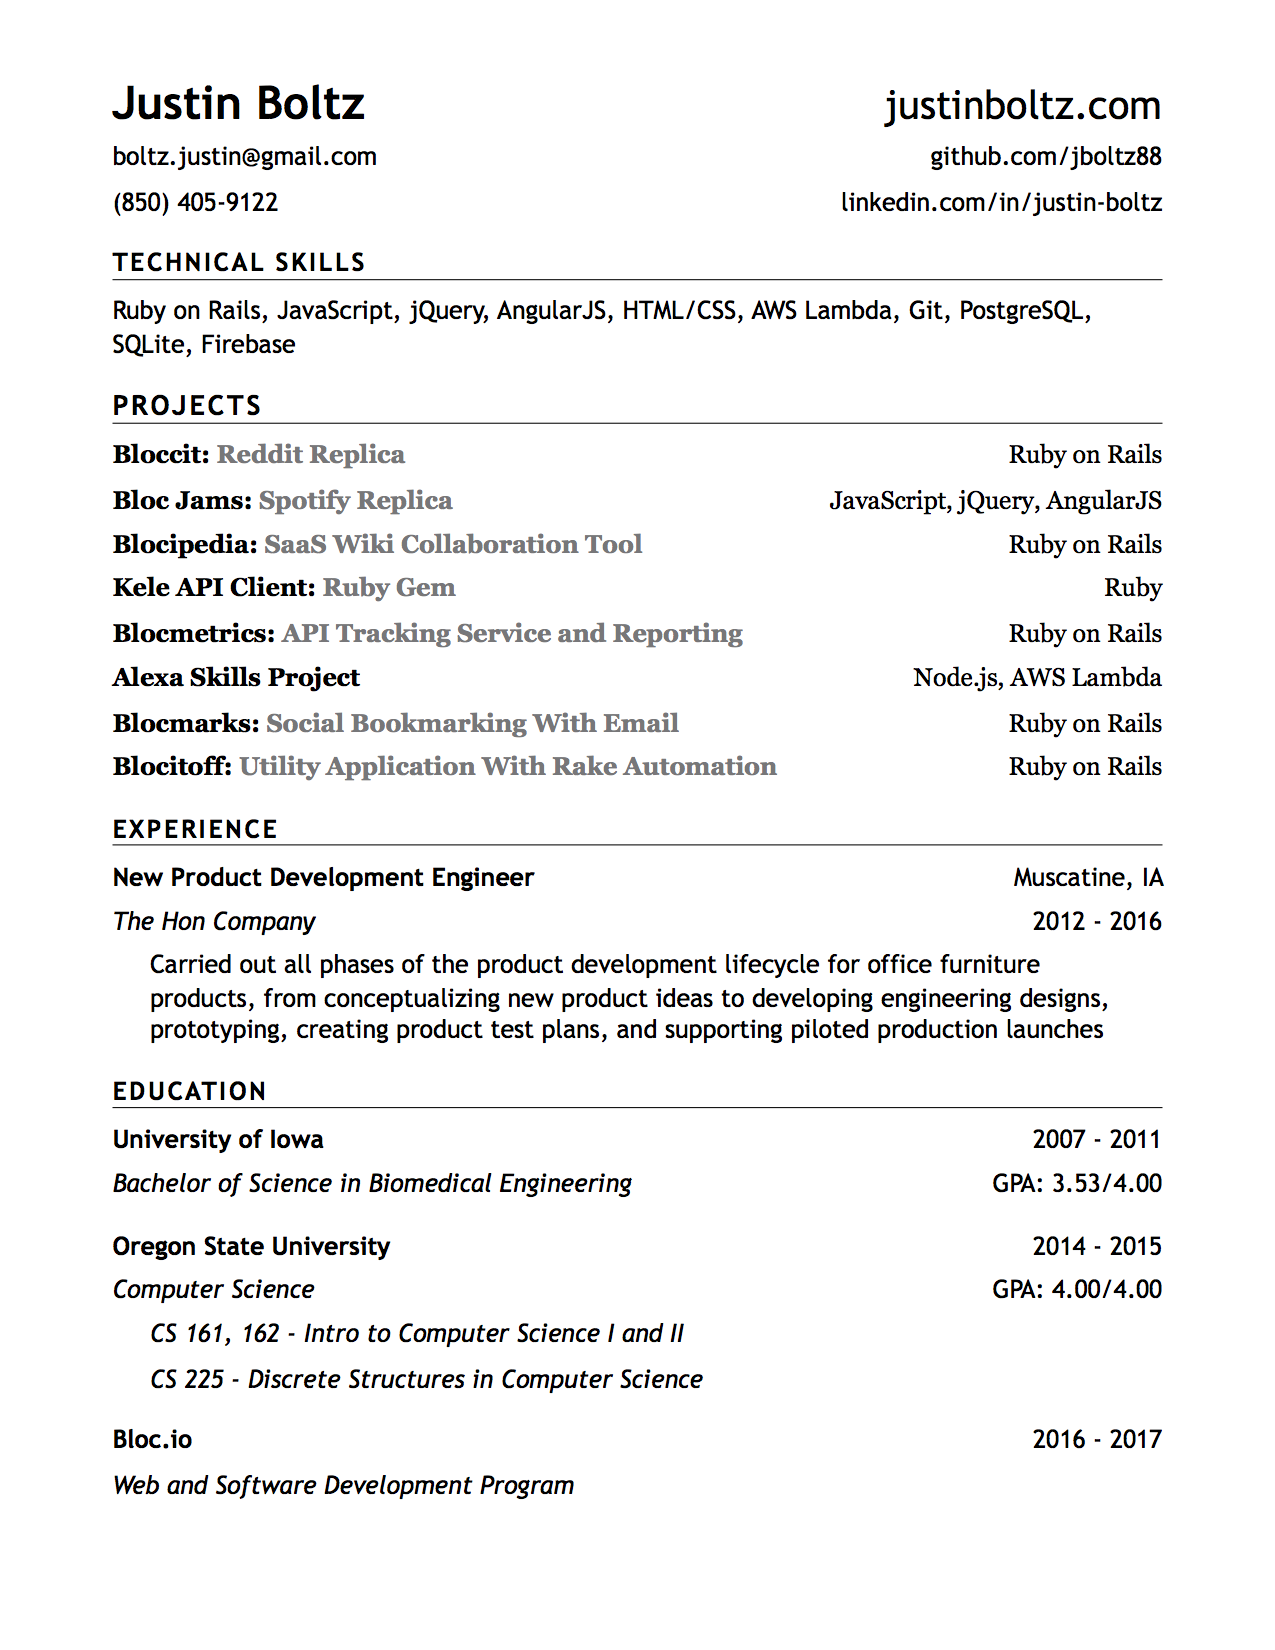 Justin Boltz justinboltz.com
boltz.justin@gmail.com github.com/jboltz88
(850) 405-9122 linkedin.com/in/justin-boltz
TECHNICAL SKILLS
Ruby on Rails, JavaScript, jQuery, AngularJS, HTML/CSS, AWS Lambda, Git, PostgreSQL,
SQLite, Firebase
PROJECTS
Bloccit: Reddit Replica Ruby on Rails
Bloc Jams: Spotify Replica JavaScript, jQuery, AngularJS
Blocipedia: SaaS Wiki Collaboration Tool Ruby on Rails
Kele API Client: Ruby Gem Ruby
Blocmetrics: API Tracking Service and Reporting Ruby on Rails
Alexa Skills Project Node.js, AWS Lambda
Blocmarks: Social Bookmarking With Email Ruby on Rails
Blocitoff: Utility Application With Rake Automation Ruby on Rails
EXPERIENCE
New Product Development Engineer Muscatine, IA
The Hon Company 2012 - 2016
Carried out all phases of the product development lifecycle for office furniture
products, from conceptualizing new product ideas to developing engineering designs,
prototyping, creating product test plans, and supporting piloted production launches
EDUCATION
University of Iowa 2007 - 2011
Bachelor of Science in Biomedical Engineering GPA: 3.53/4.00
Oregon State University 2014 - 2015
Computer Science GPA: 4.00/4.00
CS 161, 162 - Intro to Computer Science I and II
CS 225 - Discrete Structures in Computer Science
Bloc.io 2016 - 2017
Web and Software Development Program